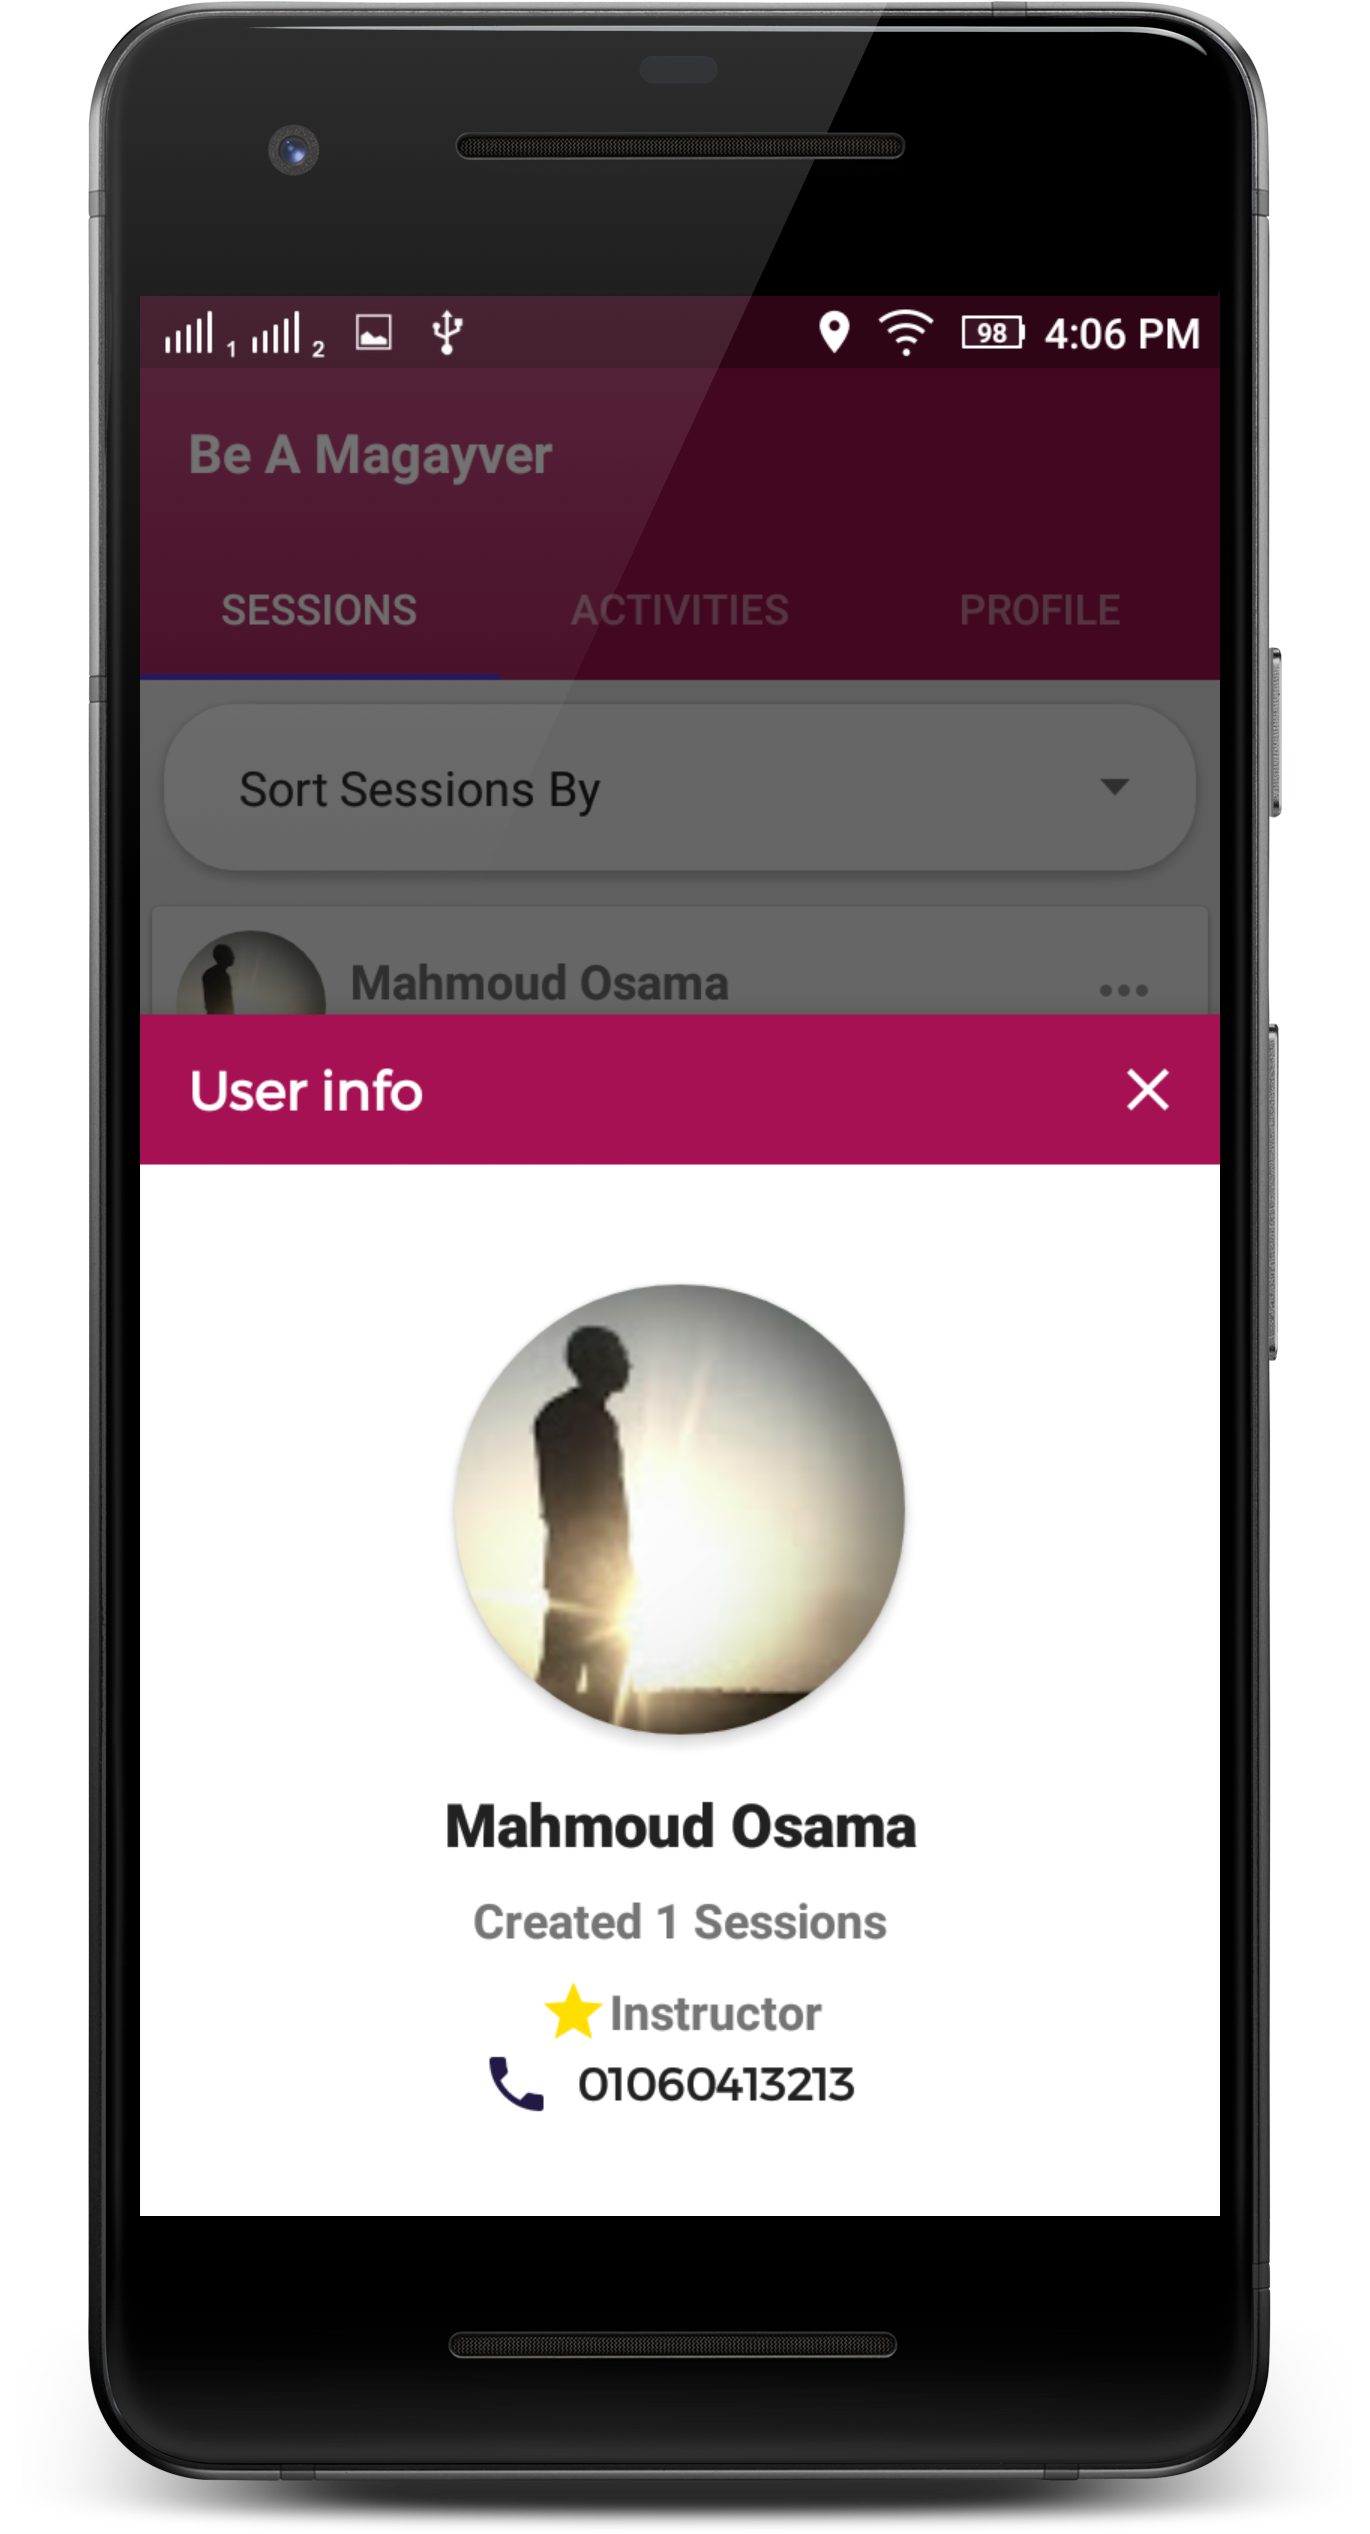 1 2 98 4:06 PM
Be A Magayver
SESSIONS ACTIVITIES PROFILE
Sort Sessions By
Mahmoud Osama
User info
Mahmoud Osama
Created 1 Sessions
Instructor
01060413213